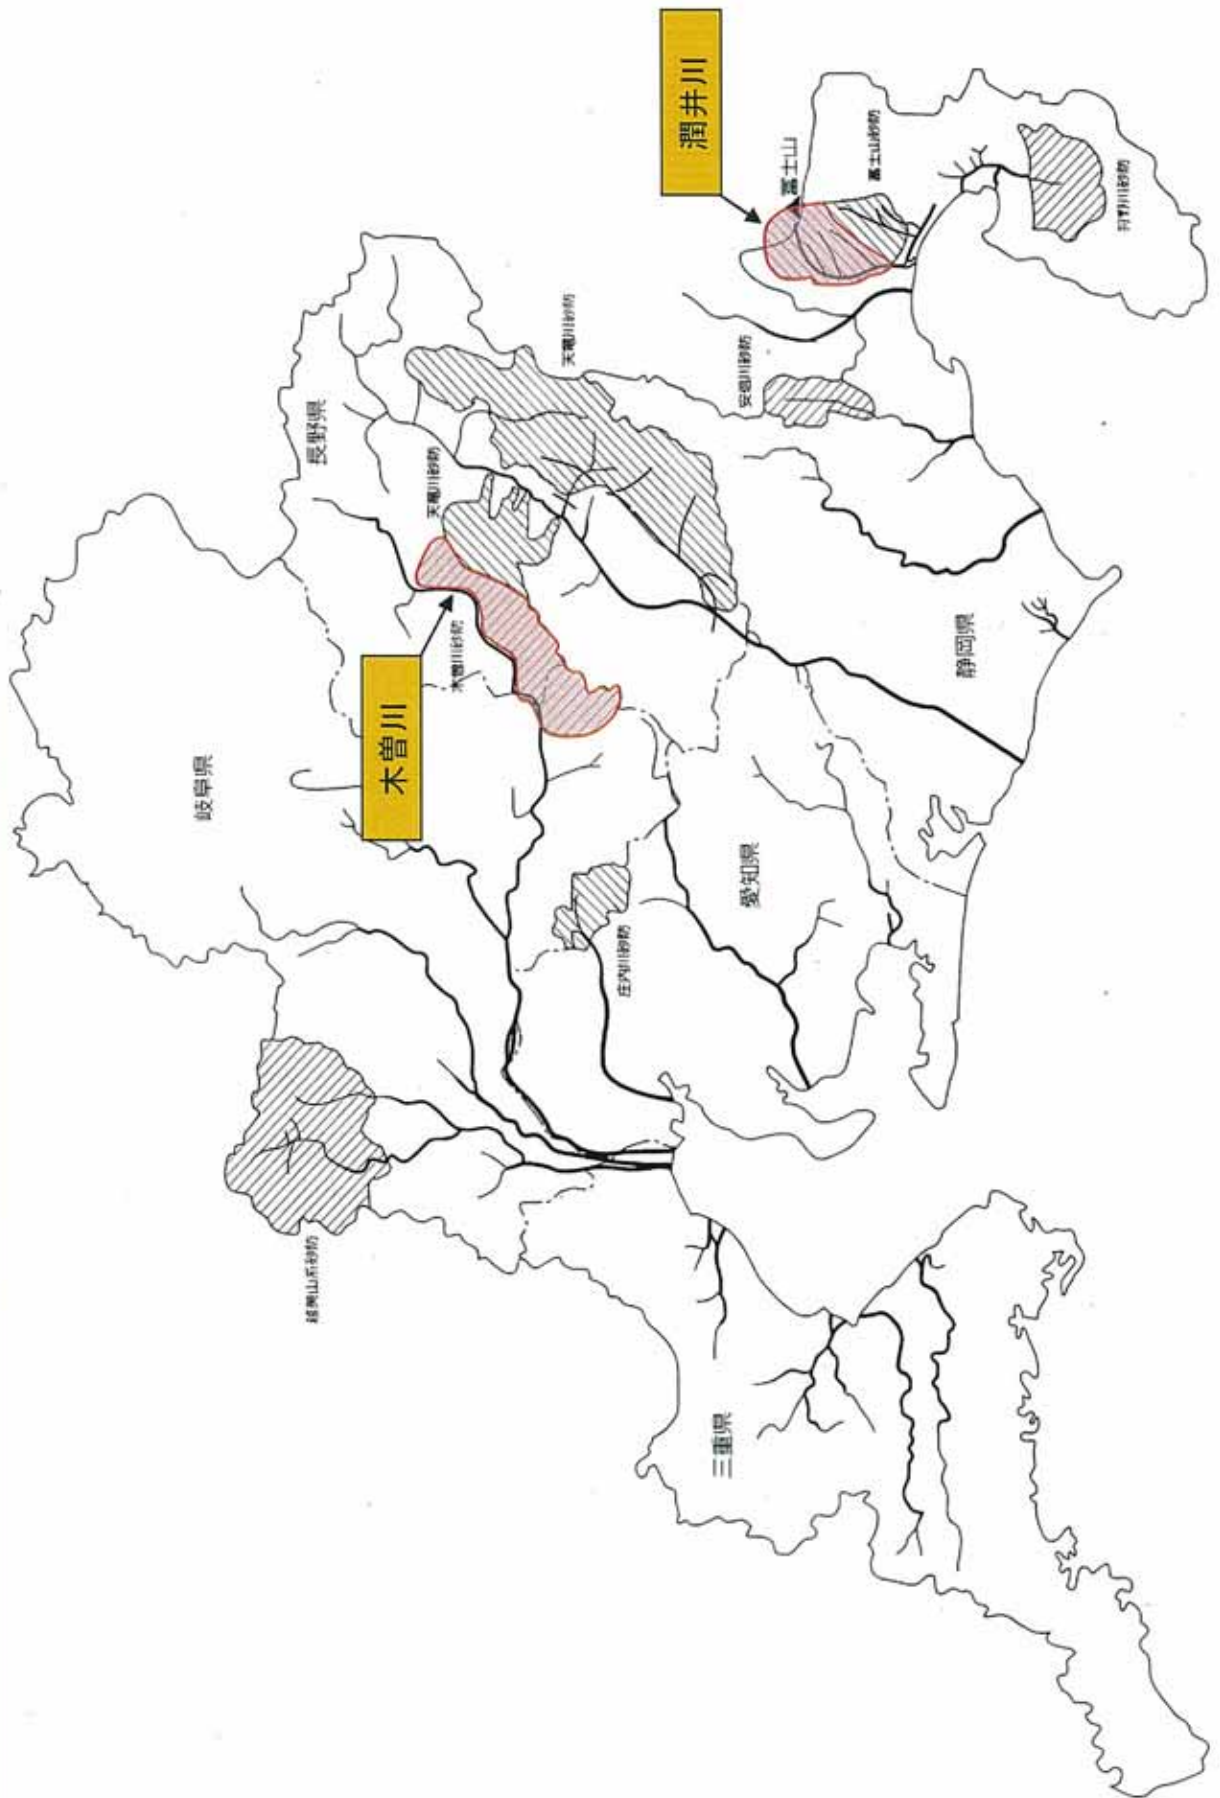 潤井川
木曽川
富士山
富士山砂防
狩野川砂防
安倍川砂防
天竜川砂防
天竜川砂防
長野県
木曽川砂防
岐阜県
静岡県
愛知県
庄内川砂防
越美山系砂防
三重県